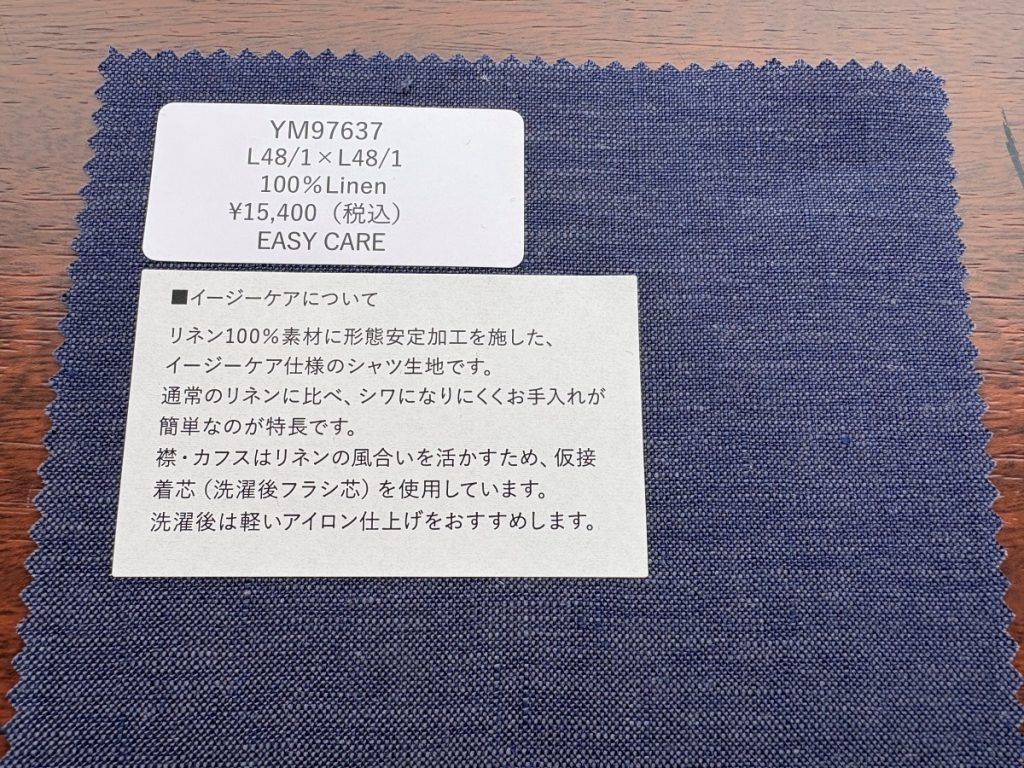 YM97637
L48/1×L48/1
100%Linen
¥15,400（税込）
EASY CARE
■イージーケアについて
リネン100%素材に形態安定加工を施した、
イージーケア仕様のシャツ生地です。
通常のリネンに比べ、シワになりにくくお手入れが
簡単なのが特長です。
襟・カフスはリネンの風合いを活かすため、仮接
着芯（洗濯後フラシ芯）を使用しています。
洗濯後は軽いアイロン仕上げをおすすめします。